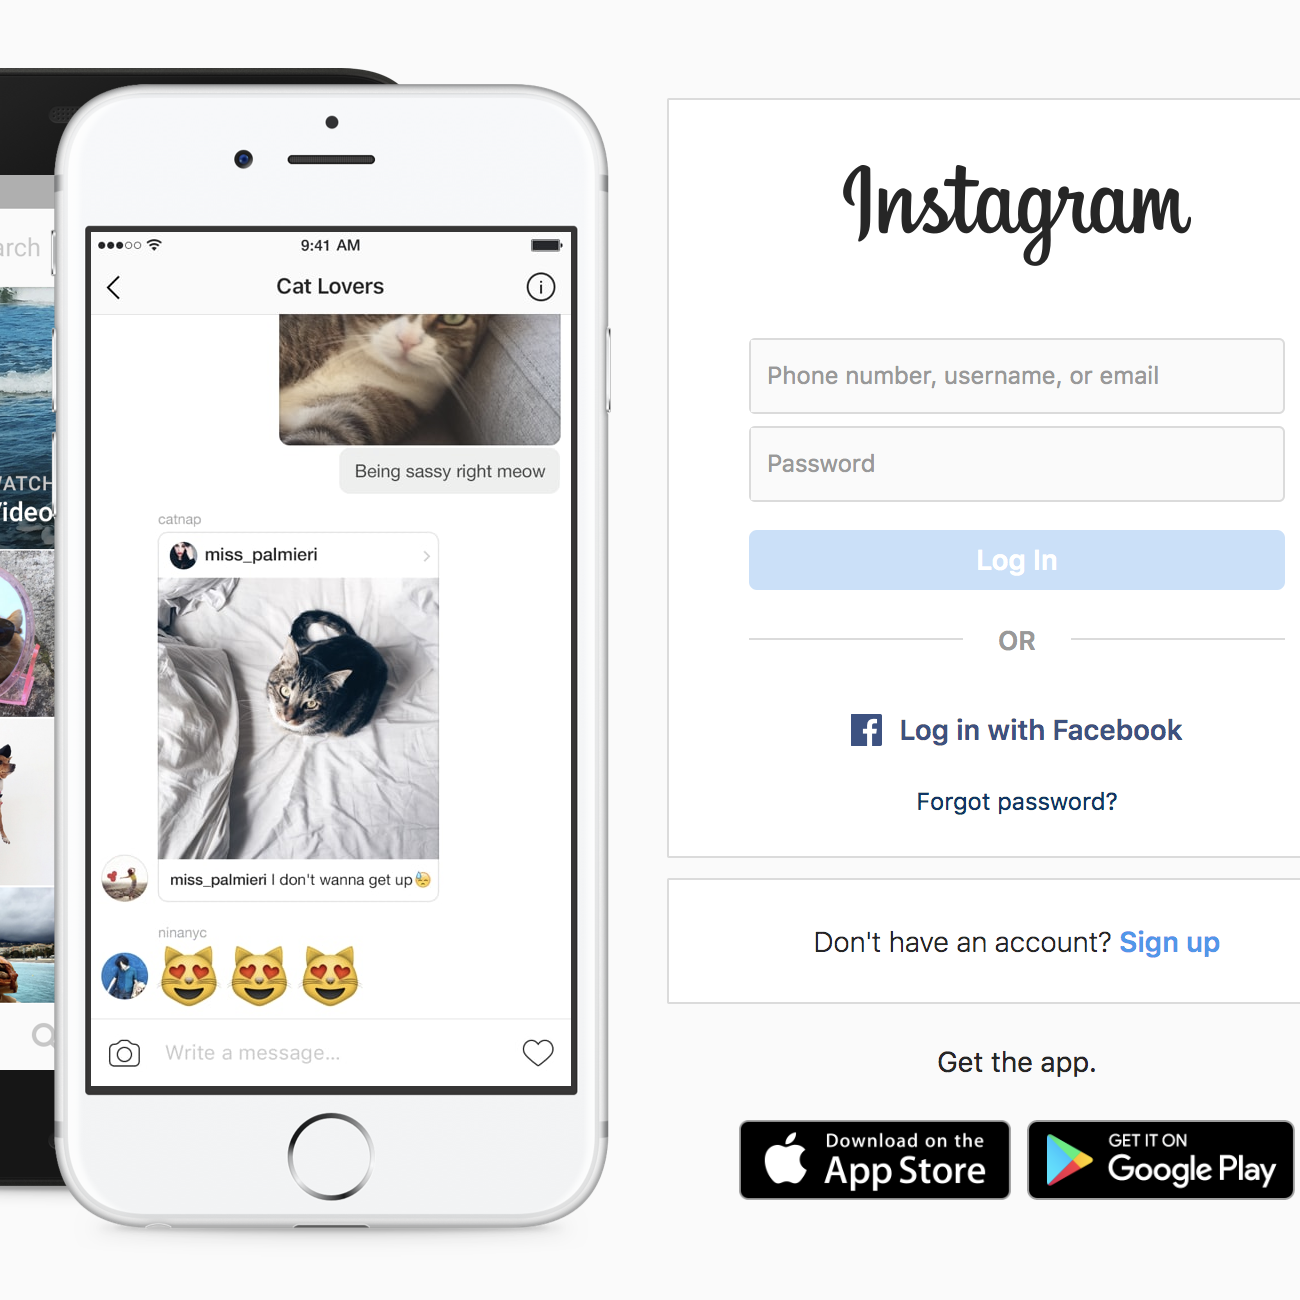 arch
WATCH
Video
9:41 AM
Cat Lovers
Being sassy right meow
catnap
miss_palmieri
miss_palmieri I don't wanna get up
ninanyc
Write a message...
Instagram
Phone number, username, or email
Password
Log In
OR
Log in with Facebook
Forgot password?
Don't have an account? Sign up
Get the app.
Download on the
App Store
GET IT ON
Google Play